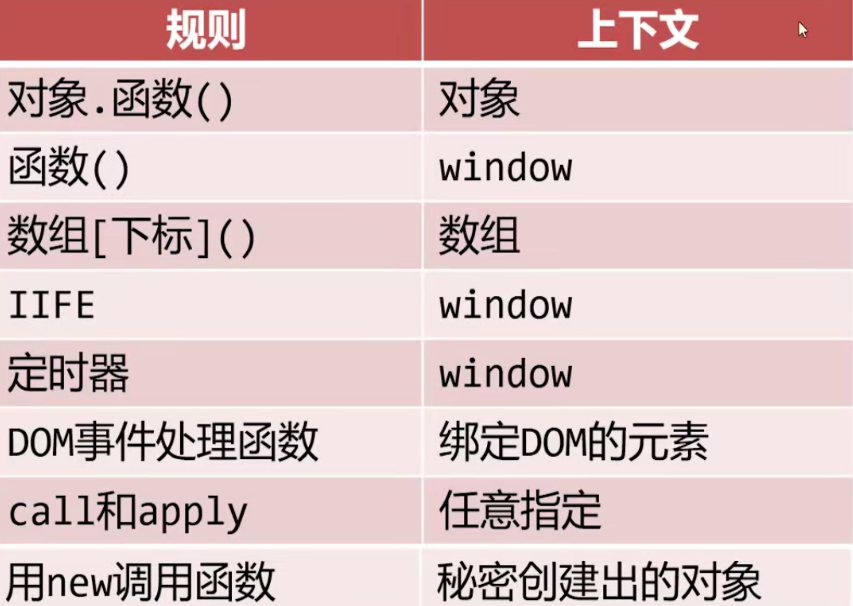 规则 上下文
对象.函数() 对象
函数() window
数组[下标]() 数组
IIFE window
定时器 window
DOM事件处理函数 绑定DOM的元素
call和apply 任意指定
用new调用函数 秘密创建出的对象